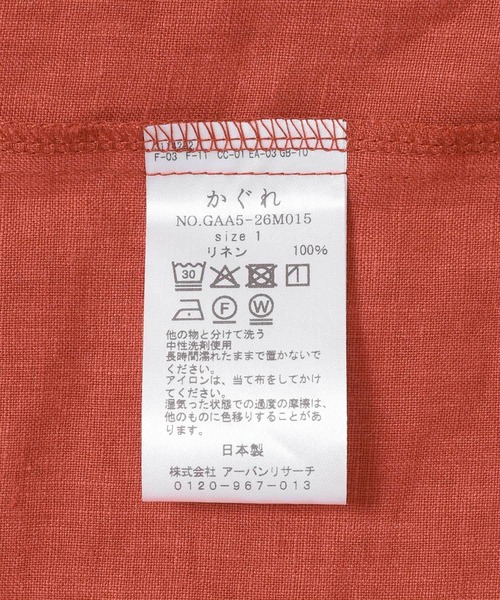 F-03 F-11 CC-01 EA-03 GB-10
かぐれ
NO.GAA5-26M015
size 1
リネン 100%
30
F W
他の物と分けて洗う
中性洗剤使用
長時間濡れたままで置かないで
ください。
アイロンは、当て布をしてかけ
てください。
湿気った状態での過度の摩擦は、
他のものに色移りすることがあ
ります。
日本製
株式会社 アーバンリサーチ
0120-967-013